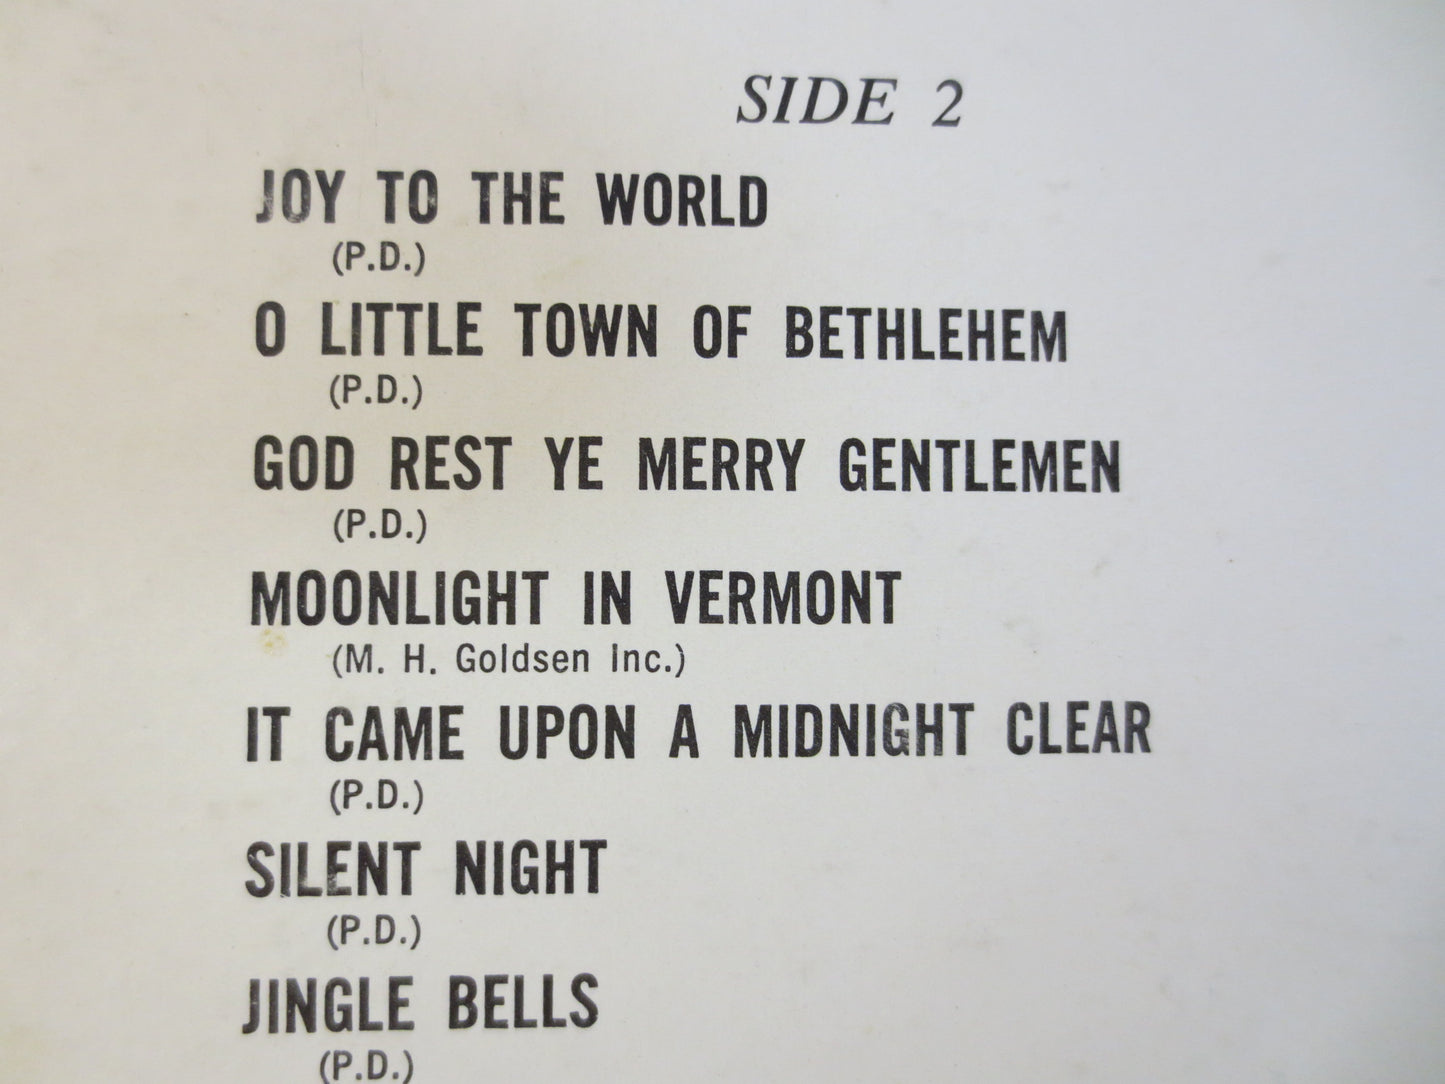 SIDE 2
JOY TO THE WORLD
(P.D.)
O LITTLE TOWN OF BETHLEHEM
(P.D.)
GOD REST YE MERRY GENTLEMEN
(P.D.)
MOONLIGHT IN VERMONT
(M. H. Goldsen Inc.)
IT CAME UPON A MIDNIGHT CLEAR
(P.D.)
SILENT NIGHT
(P.D.)
JINGLE BELLS
(P.D.)